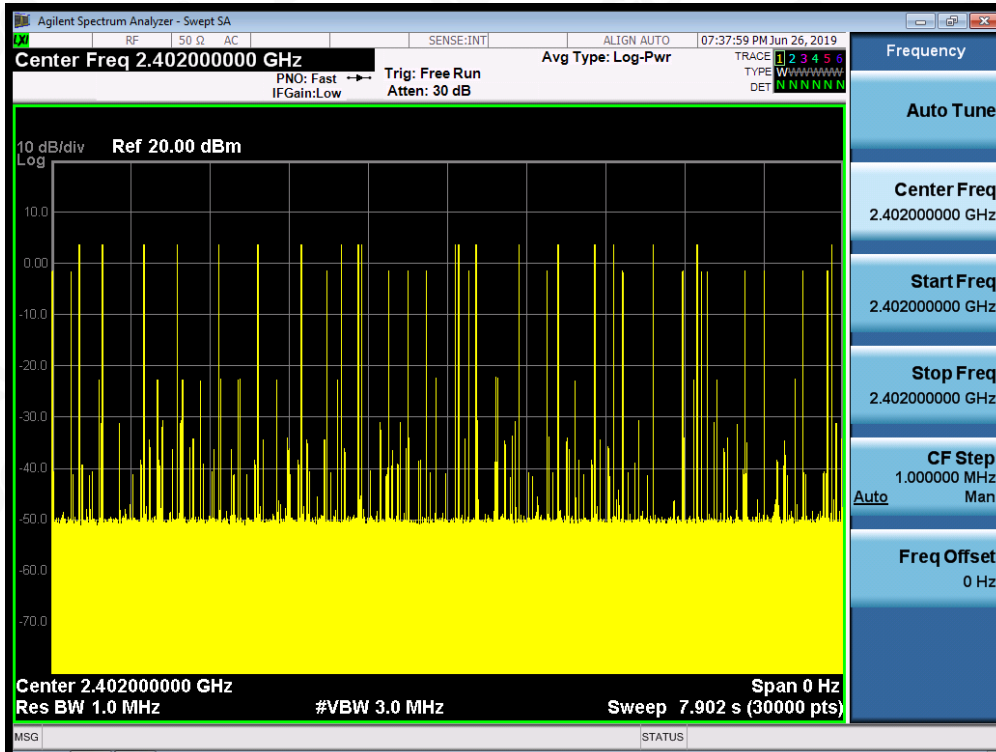 Agilent Spectrum Analyzer - Swept SA
LXI RF 50 Ω AC SENSE:INT ALIGN AUTO 07:37:59 PM Jun 26, 2019
Center Freq 2.402000000 GHz
PNO: Fast
IFGain:Low
Trig: Free Run
Atten: 30 dB
Avg Type: Log-Pwr
TRACE 1 2 3 4 5 6
TYPE WWWWWWW
DET N N N N N N
10 dB/div Ref 20.00 dBm
Log
10.0
0.00
-10.0
-20.0
-30.0
-40.0
-50.0
-60.0
-70.0
Center 2.402000000 GHz Span 0 Hz
Res BW 1.0 MHz #VBW 3.0 MHz Sweep 7.902 s (30000 pts)
MSG STATUS
Frequency
Auto Tune
Center Freq
2.402000000 GHz
Start Freq
2.402000000 GHz
Stop Freq
2.402000000 GHz
CF Step
1.000000 MHz
Auto Man
Freq Offset
0 Hz